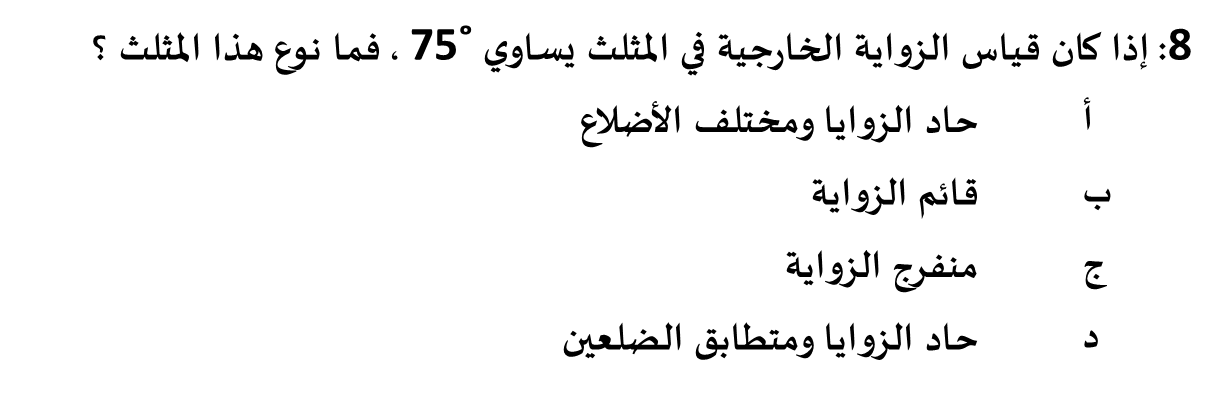 8: إذا كان قياس الزواية الخارجية في المثلث يساوي 75° ، فما نوع هذا المثلث ؟
أ حاد الزوايا ومختلف الأضلاع
ب قائم الزواية
ج منفرج الزواية
د حاد الزوايا ومتطابق الضلعين